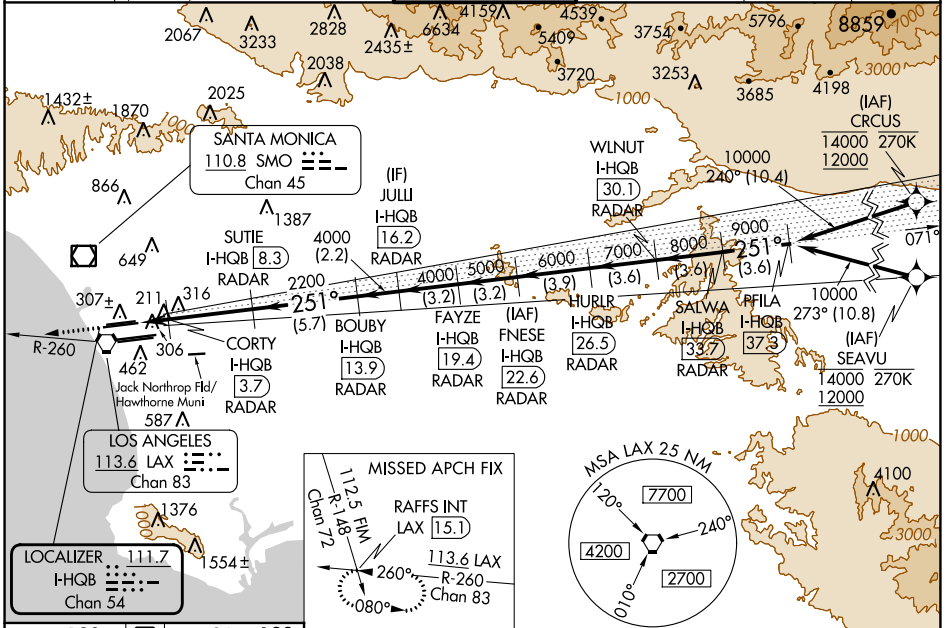 2067
3233
2828
2435±
6634
4159
4539
5409
3720
3754
5796
8859
7000
3253
3685
4198
3000
1000
2038
1432±
1870
1000
2025
SANTA MONICA
110.8 SMO
Chan 45
866
649
1387
(IF)
JULLI
I-HQB
16.2
RADAR
SUTIE
I-HQB 8.3
RADAR
WLNUT
I-HQB
30.1
RADAR
(IAF)
CRCUS
14000 270K
12000
10000
240° (10.4)
071°
4000
(2.2)
2200
251°
(5.7)
4000
(3.2)
5000
(3.2)
6000
(3.9)
7000
(3.6)
8000
(3.6)
9000
251°
(3.6)
10000
273° (10.8)
(IAF)
SEAVU
14000 270K
12000
307±
211
316
306
462
R-260
CORTY
I-HQB
3.7
RADAR
BOUBY
I-HQB
13.9
RADAR
FAYZE
I-HQB
19.4
RADAR
(IAF)
FNESE
I-HQB
22.6
RADAR
HURLR
I-HQB
26.5
RADAR
SALWA
I-HQB
33.7
RADAR
PFILA
I-HQB
37.3
RADAR
Jack Northrop Fld/
Hawthorne Muni
587
LOS ANGELES
113.6 LAX
Chan 83
1376
1000
1554±
LOCALIZER 111.7
I-HQB
Chan 54
MISSED APCH FIX
112.5 FIM
R-148
Chan 72
RAFFS INT
LAX 15.1
113.6 LAX
R-260
Chan 83
260°
080°
MSA LAX 25 NM
120°
7700
240°
4200
2700
010°
1000
4100
3000